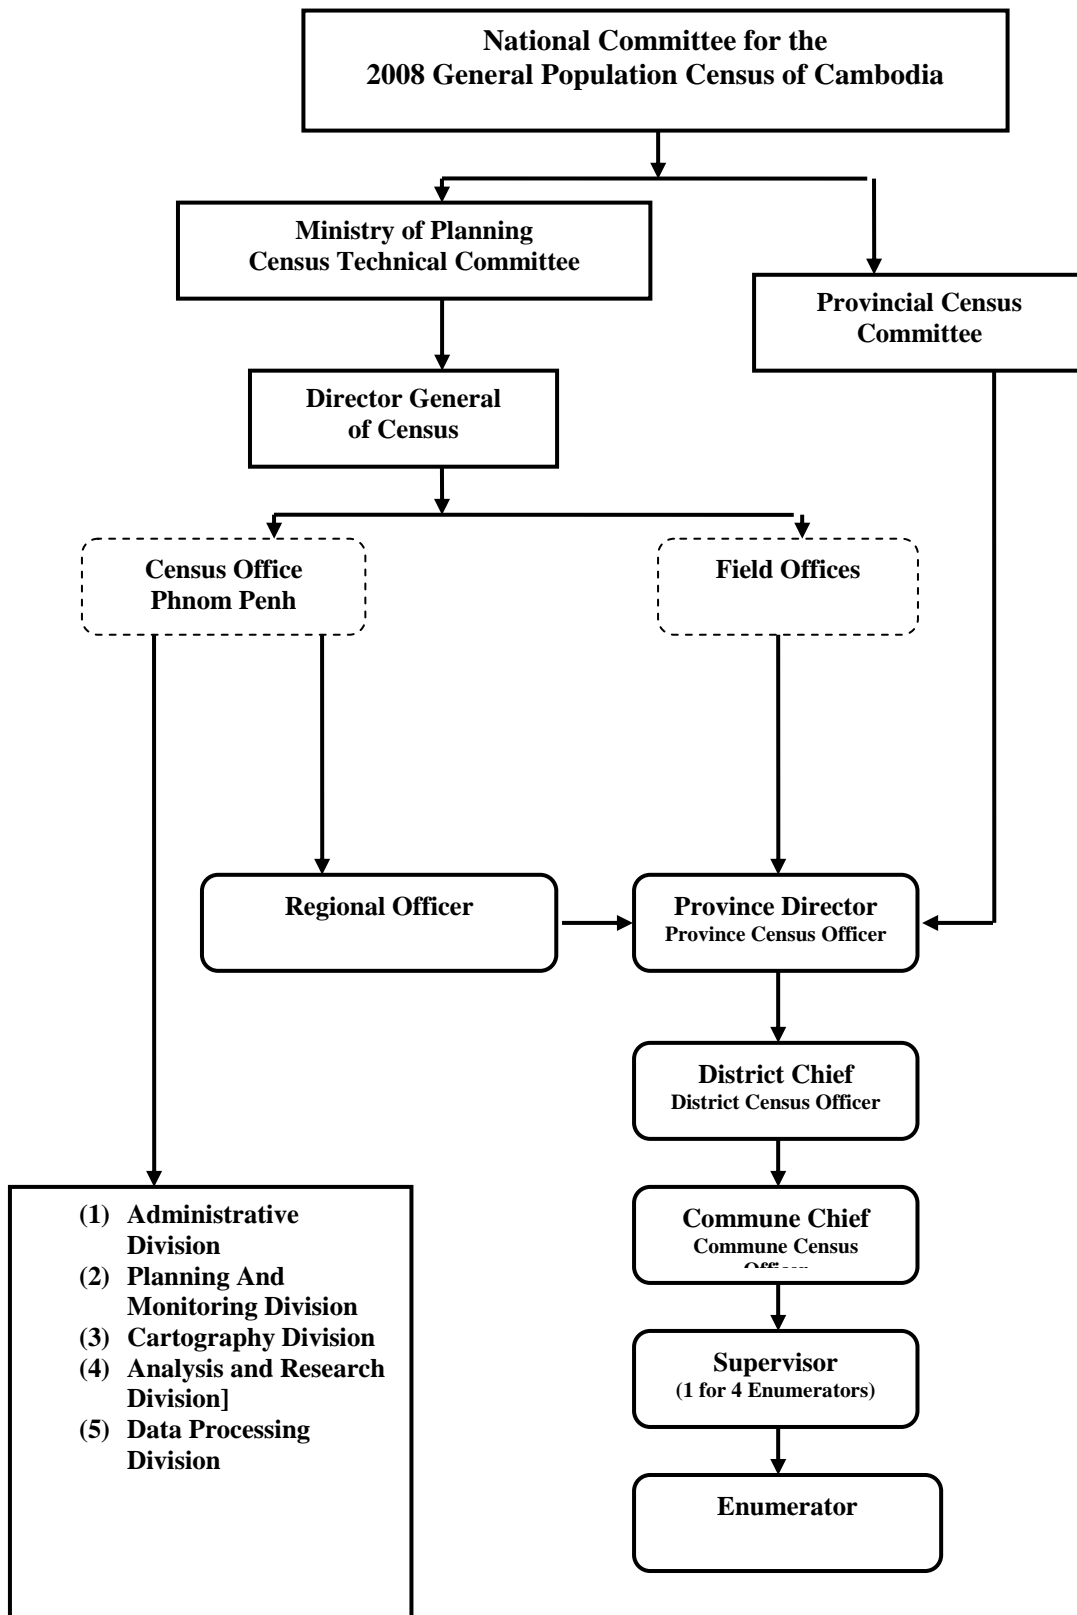 National Committee for the
2008 General Population Census of Cambodia
Ministry of Planning
Census Technical Committee
Provincial Census
Committee
Director General
of Census
Census Office
Phnom Penh
Field Offices
Regional Officer
Province Director
Province Census Officer
District Chief
District Census Officer
(1) Administrative
Division
(2) Planning And
Monitoring Division
(3) Cartography Division
(4) Analysis and Research
Division]
(5) Data Processing
Division
Commune Chief
Commune Census
Supervisor
(1 for 4 Enumerators)
Enumerator